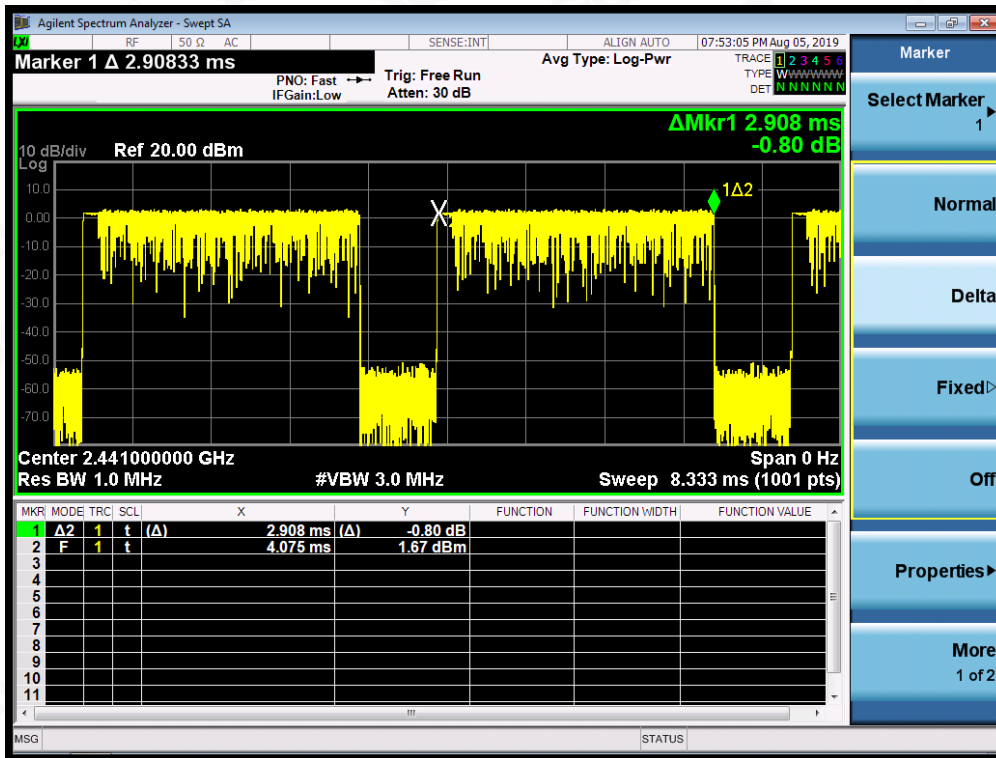 Agilent Spectrum Analyzer - Swept SA
LXI RF 50 Ω AC SENSE:INT ALIGN AUTO 07:53:05 PM Aug 05, 2019
Marker 1 Δ 2.90833 ms
PNO: Fast
IFGain:Low
Trig: Free Run
Atten: 30 dB
Avg Type: Log-Pwr
TRACE 1 2 3 4 5 6
TYPE WWWWWW
DET N N N N N N
ΔMkr1 2.908 ms
-0.80 dB
10 dB/div Ref 20.00 dBm
Log
10.0
0.00
-10.0
-20.0
-30.0
-40.0
-50.0
-60.0
-70.0
1Δ2
Center 2.441000000 GHz Span 0 Hz
Res BW 1.0 MHz #VBW 3.0 MHz Sweep 8.333 ms (1001 pts)
MKR MODE TRC SCL X Y FUNCTION FUNCTION WIDTH FUNCTION VALUE
1 Δ2 1 t (Δ) 2.908 ms (Δ) -0.80 dB
2 F 1 t 4.075 ms 1.67 dBm
3
4
5
6
7
8
9
10
11
MSG STATUS
Marker
Select Marker
1
Normal
Delta
Fixed
Off
Properties
More
1 of 2